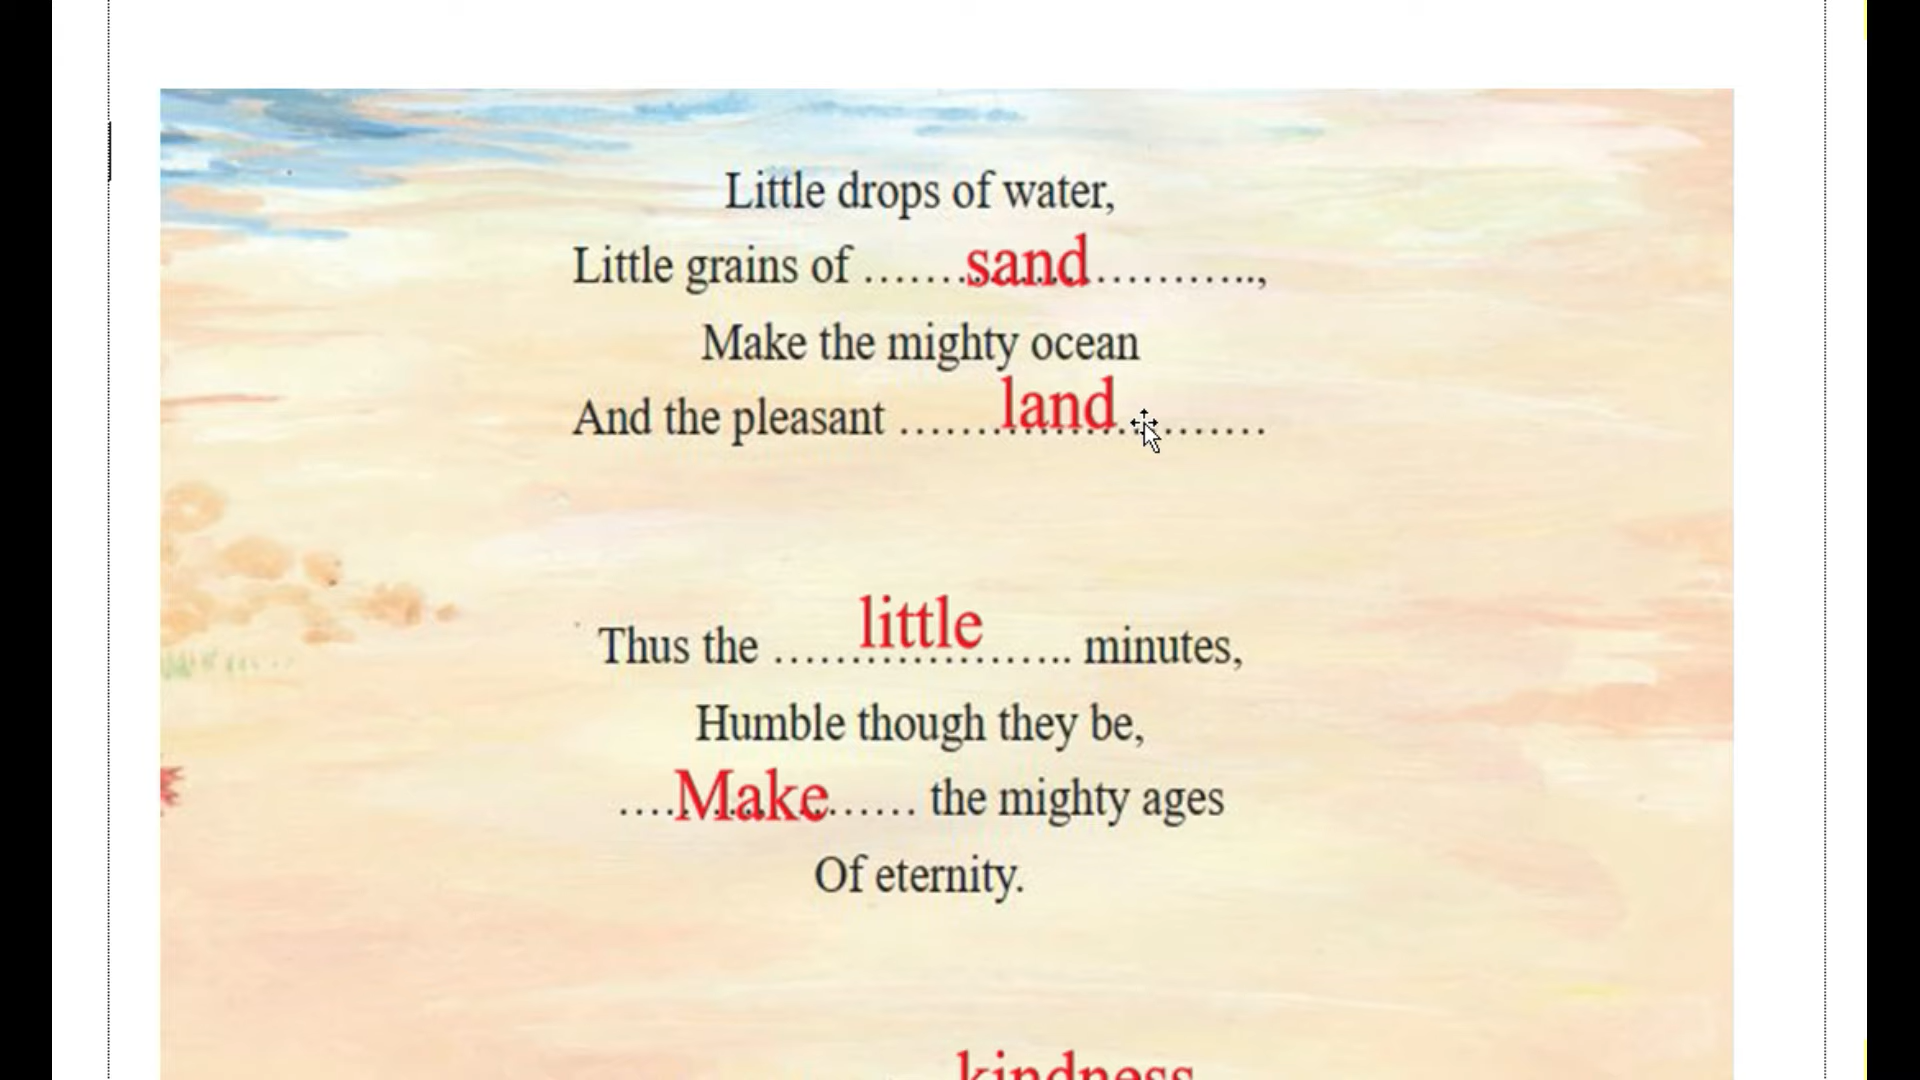 Little drops of water,
Little grains of ……sand…………..,
Make the mighty ocean
And the pleasant ……land………
Thus the ……little…….. minutes,
Humble though they be,
….Make…… the mighty ages
Of eternity.
kindness